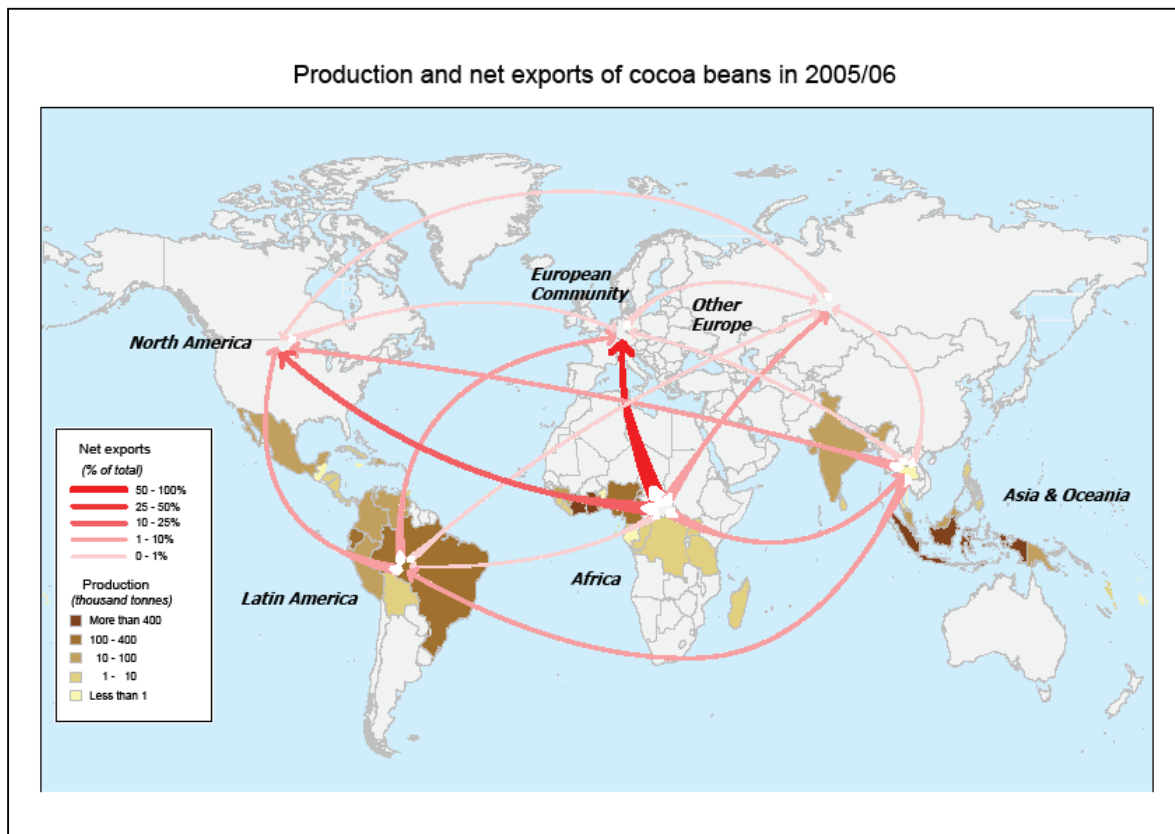 Production and net exports of cocoa beans in 2005/06
European
Community
Other
Europe
North America
Asia & Oceania
Africa
Latin America
Net exports
(% of total)
50 - 100%
25 - 50%
10 - 25%
1 - 10%
0 - 1%
Production
(thousand tonnes)
More than 400
100 - 400
10 - 100
1 - 10
Less than 1